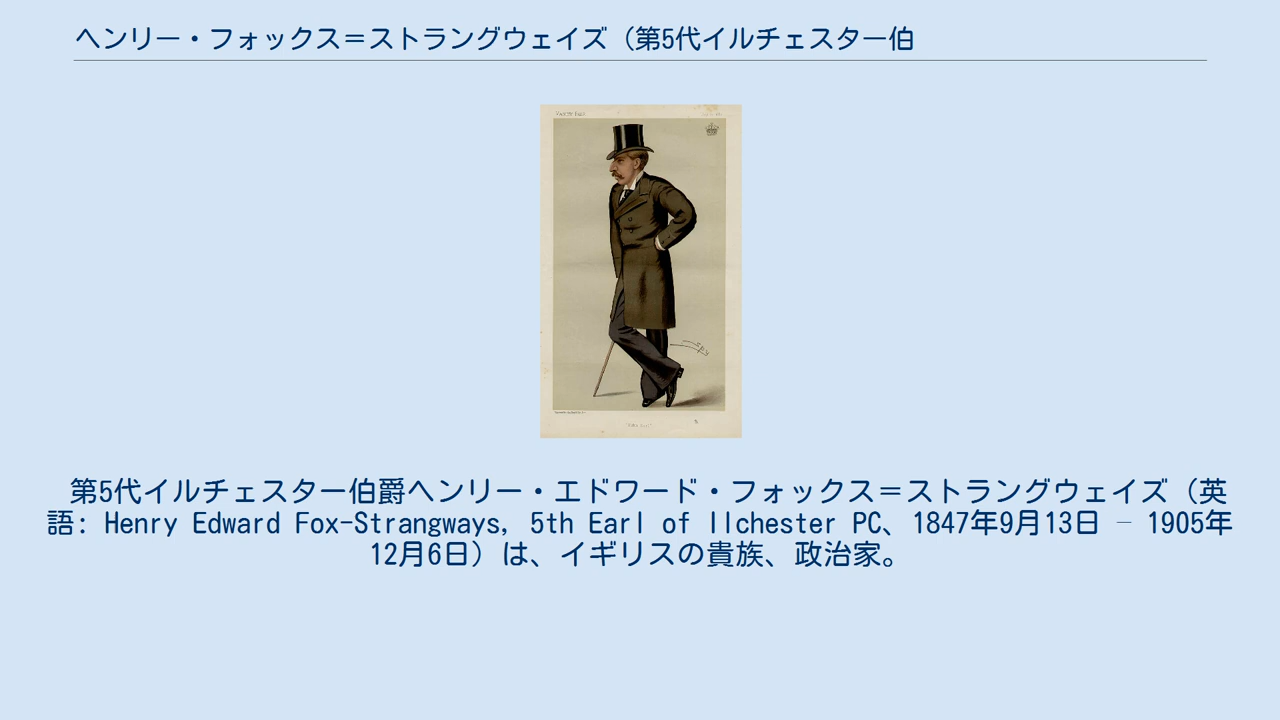 ヘンリー・フォックス＝ストラングウェイズ（第5代イルチェスター伯
VANITY FAIR
Spy
第5代イルチェスター伯爵ヘンリー・エドワード・フォックス＝ストラングウェイズ（英
語: Henry Edward Fox-Strangways, 5th Earl of Ilchester PC、1847年9月13日 – 1905年
12月6日）は、イギリスの貴族、政治家。